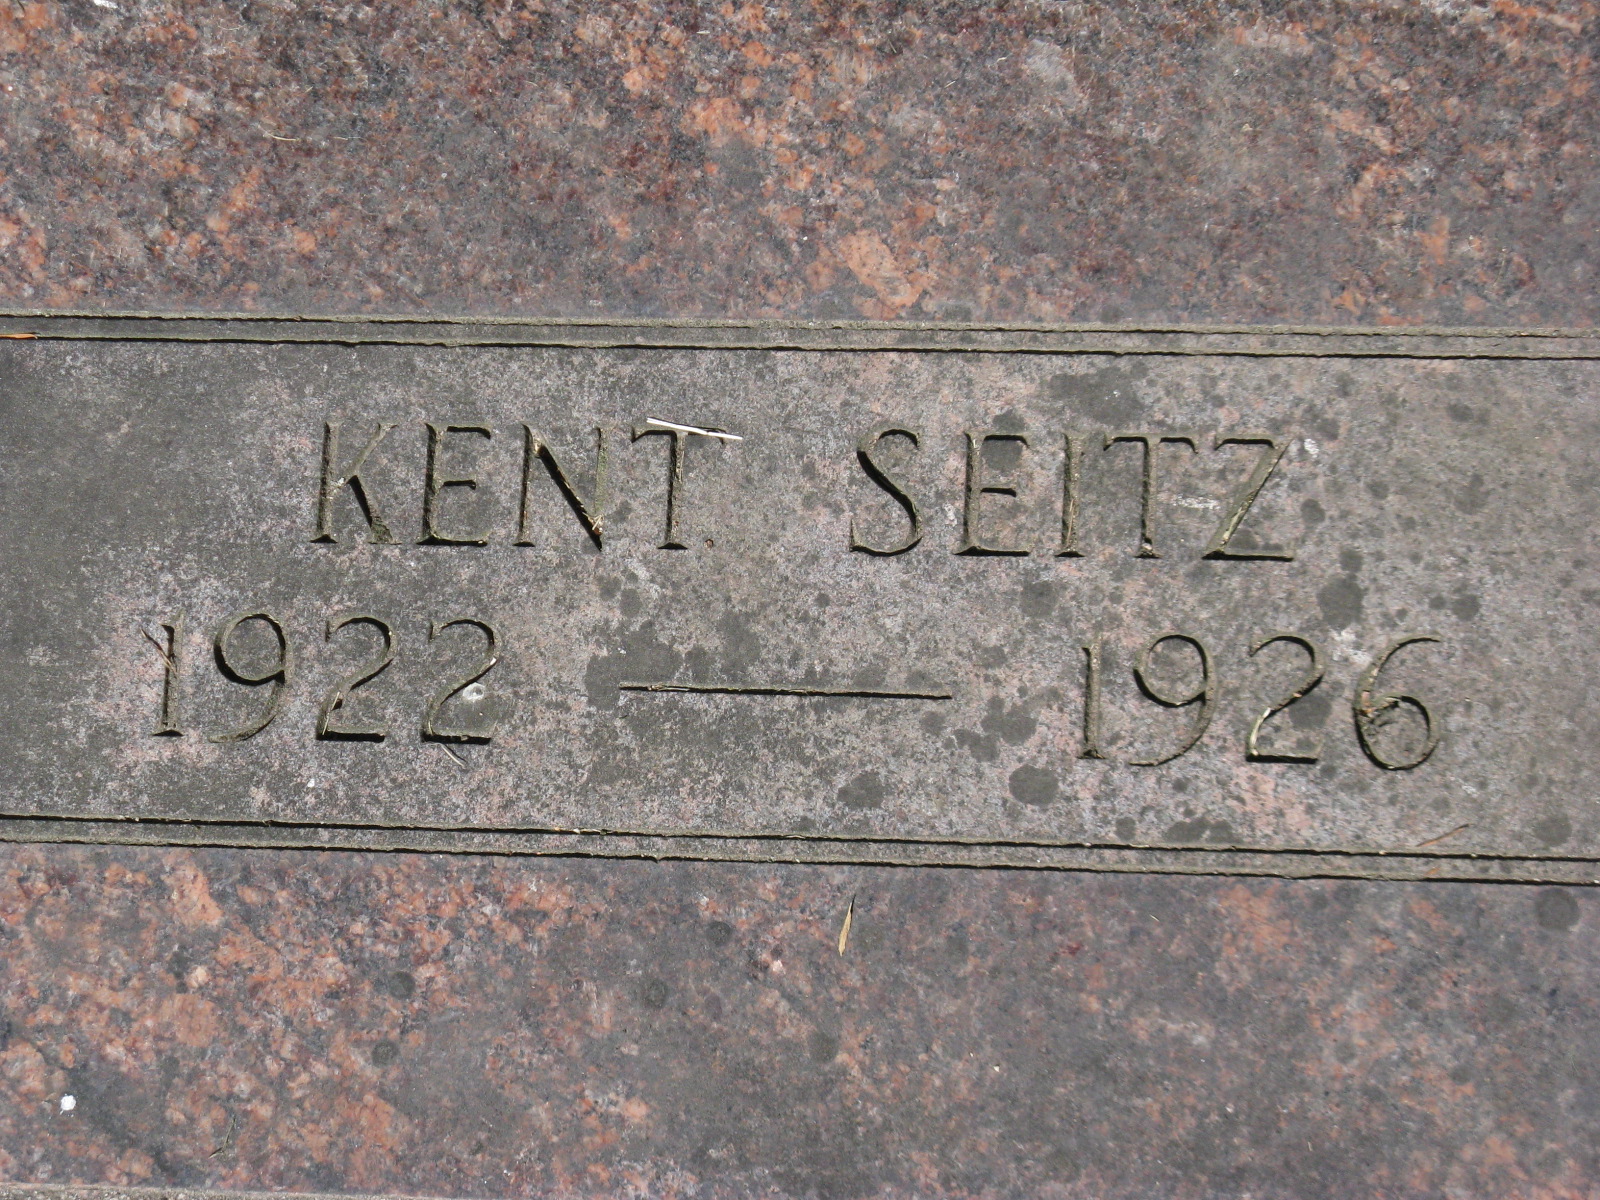 KENT SEITZ
1922 — 1926